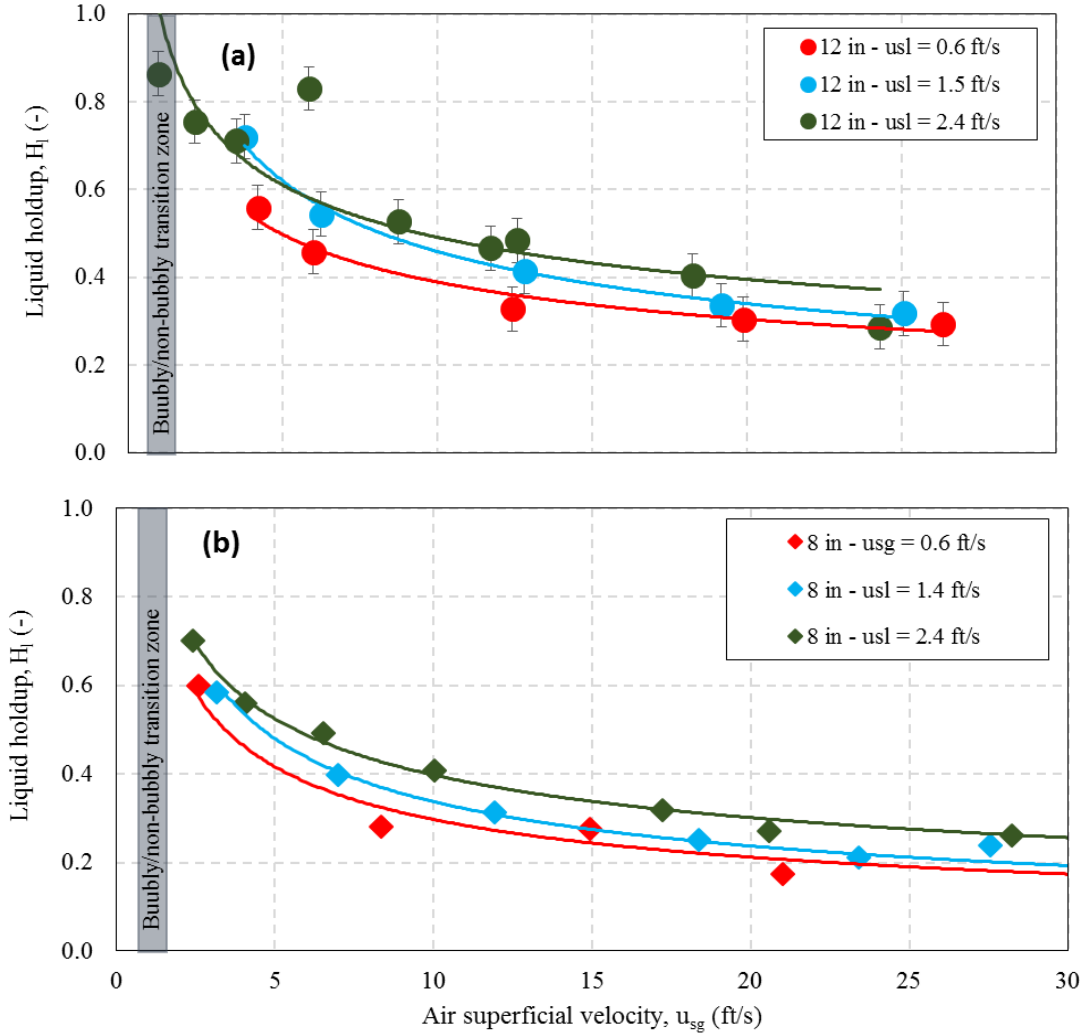 (a)
12 in - usl = 0.6 ft/s
12 in - usl = 1.5 ft/s
12 in - usl = 2.4 ft/s
1.0
0.8
0.6
0.4
0.2
0.0
Liquid holdup, Hl (-)
Buubly/non-bubbly transition zone
(b)
8 in - usg = 0.6 ft/s
8 in - usl = 1.4 ft/s
8 in - usl = 2.4 ft/s
1.0
0.8
0.6
0.4
0.2
0.0
Liquid holdup, Hl (-)
Buubly/non-bubbly transition zone
0 5 10 15 20 25 30
Air superficial velocity, usg (ft/s)